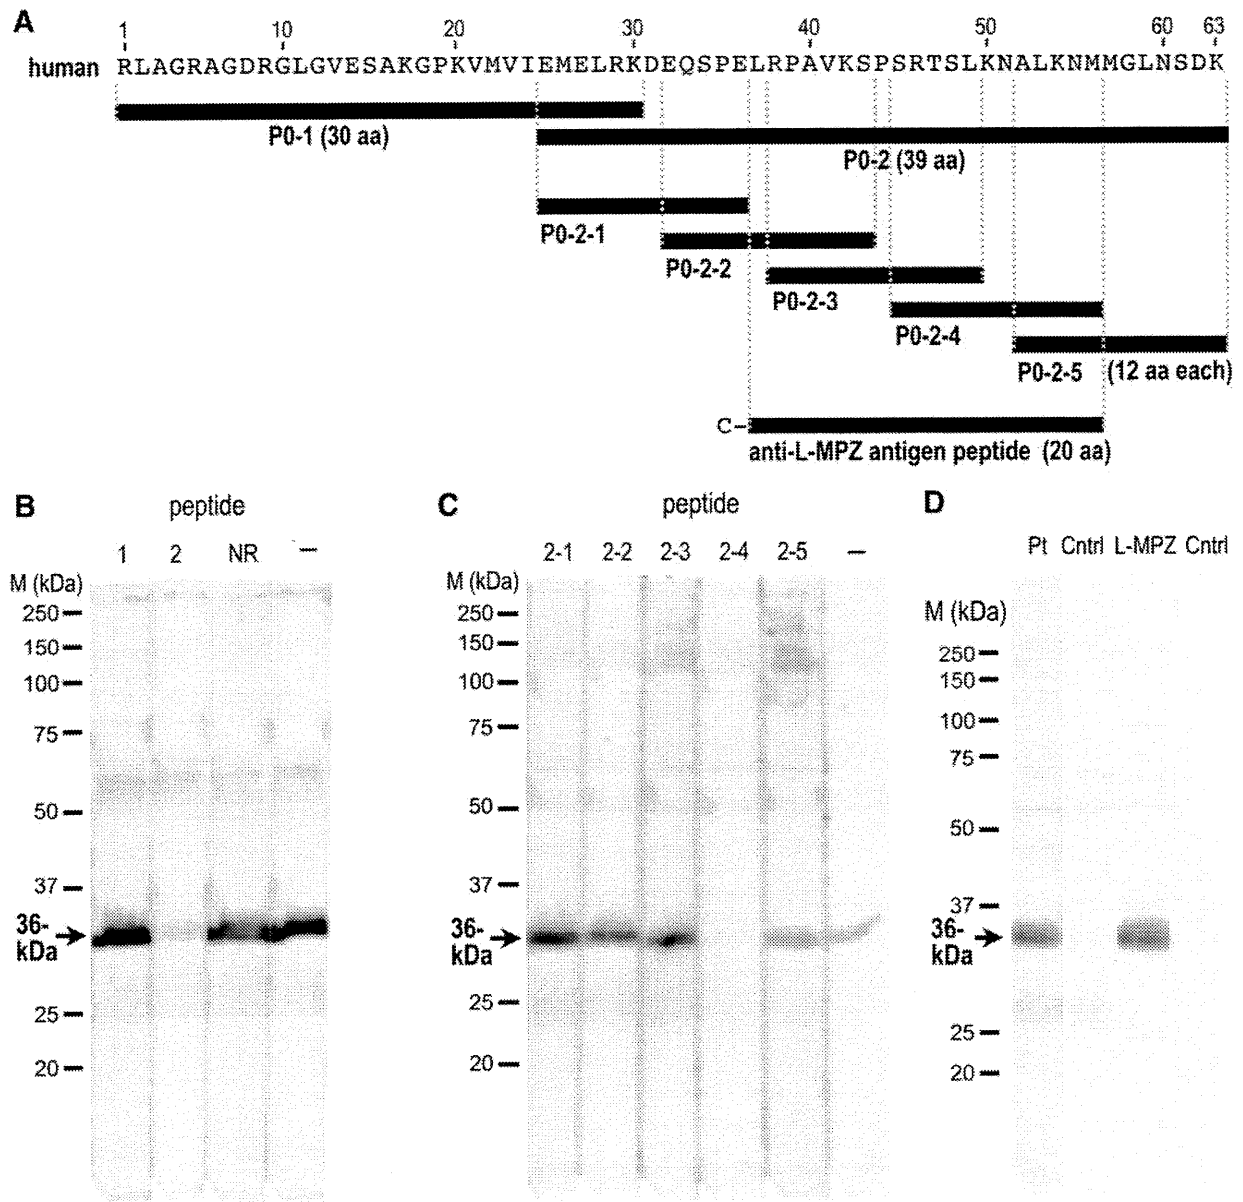 A
1 10 20 30 40 50 60 63
human RLAGRAGDRGLGVESAKGPKVMVIEMELRKDEQSPELRPAVKSPSRTSLKNALKNMMGLNSDK
P0-1 (30 aa)
P0-2 (39 aa)
P0-2-1
P0-2-2
P0-2-3
P0-2-4
P0-2-5 (12 aa each)
C-
anti-L-MPZ antigen peptide (20 aa)
B peptide
1 2 NR —
M (kDa)
250
150
100
75
50
37
36-
kDa
25
20
C peptide
2-1 2-2 2-3 2-4 2-5 —
M (kDa)
250
150
100
75
50
37
36-
kDa
25
20
D
Pt Cntrl L-MPZ Cntrl
M (kDa)
250
150
100
75
50
37
36-
kDa
25
20